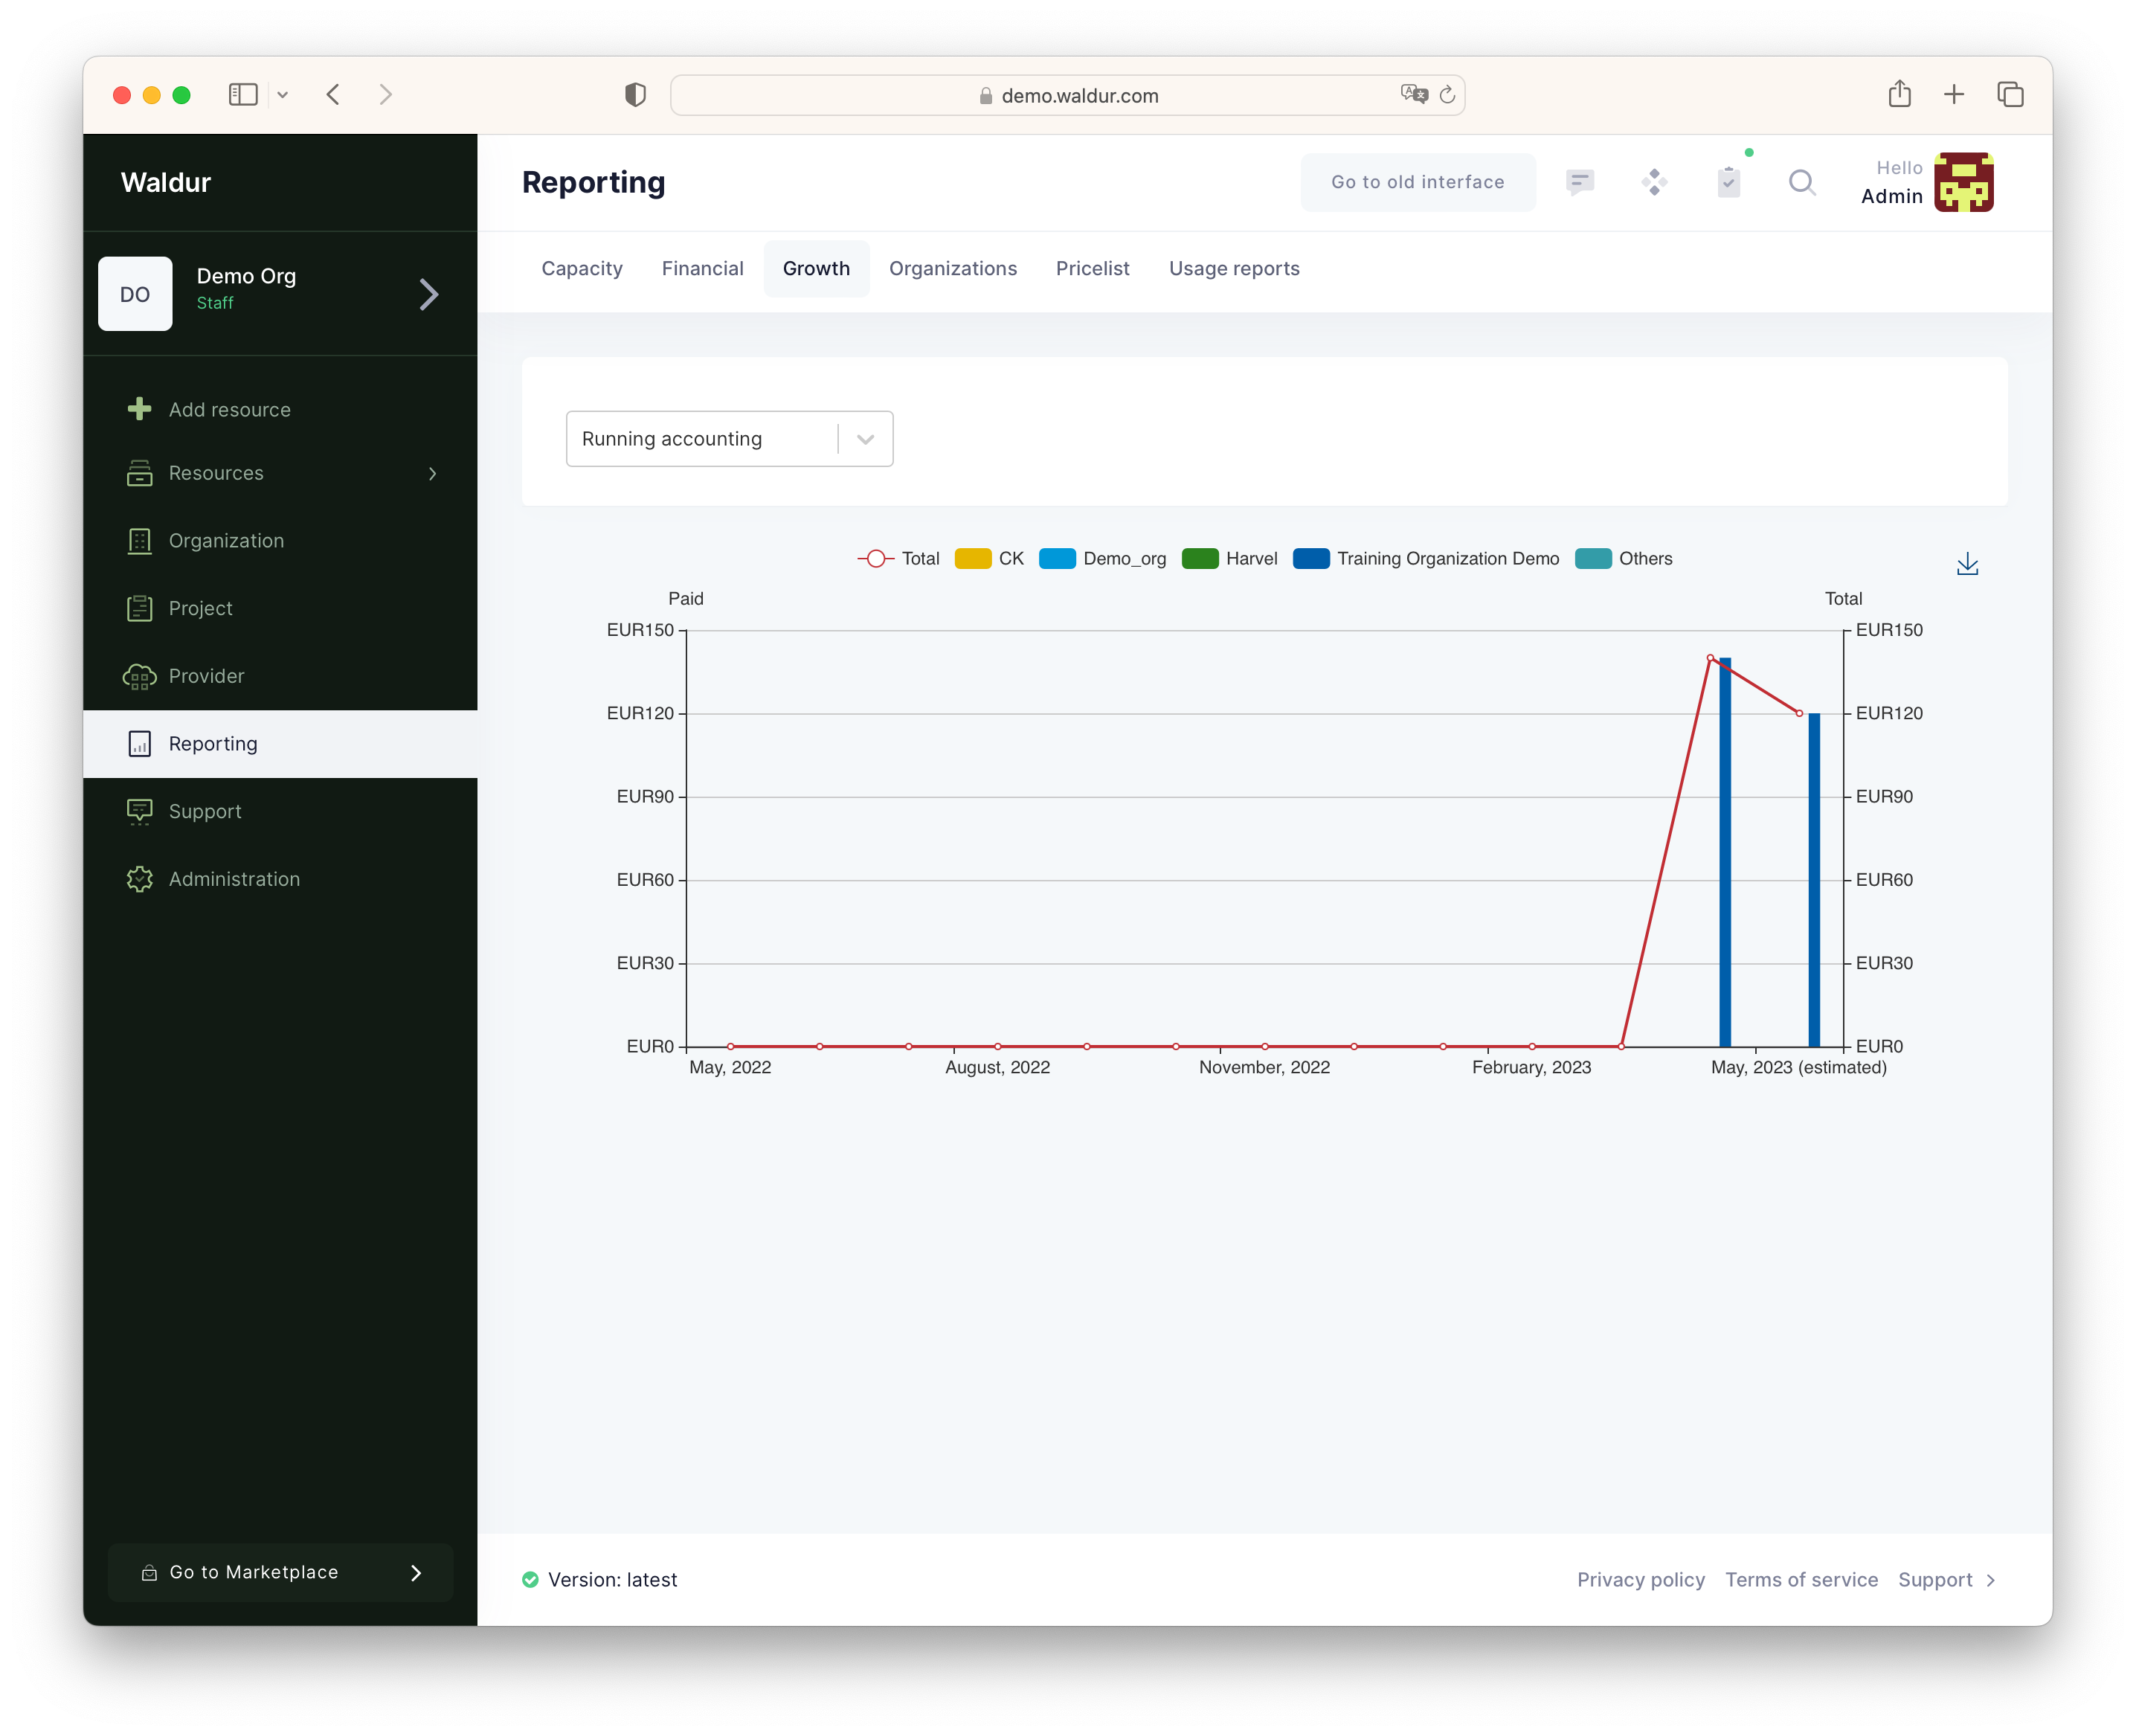 demo.waldur.com
Waldur
Reporting
Go to old interface
Hello
Admin
DO
Demo Org
Staff
Capacity
Financial
Growth
Organizations
Pricelist
Usage reports
Add resource
Resources
Organization
Project
Provider
Reporting
Support
Administration
Running accounting
Total
CK
Demo_org
Harvel
Training Organization Demo
Others
Paid
Total
EUR150
EUR150
EUR120
EUR120
EUR90
EUR90
EUR60
EUR60
EUR30
EUR30
EUR0
EUR0
May, 2022
August, 2022
November, 2022
February, 2023
May, 2023 (estimated)
Go to Marketplace
Version: latest
Privacy policy
Terms of service
Support